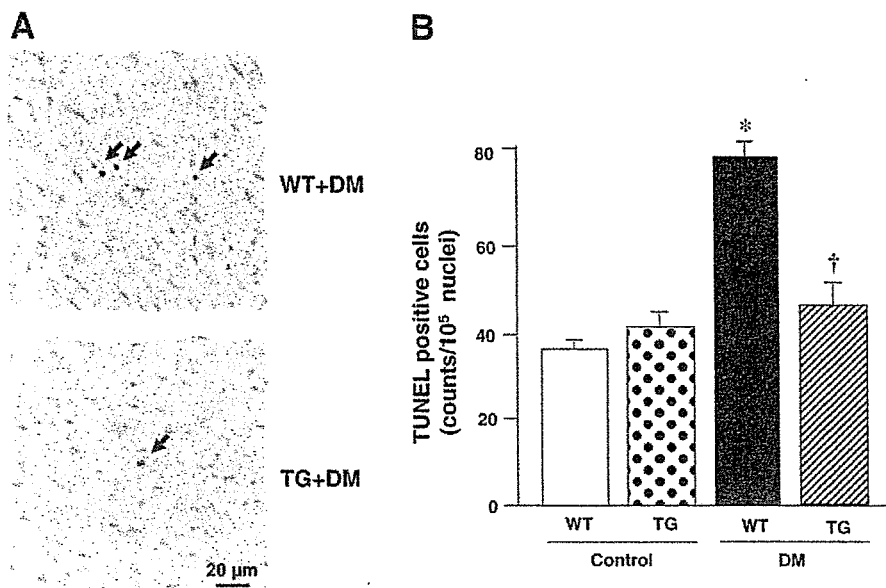 A
WT+DM
TG+DM
20 µm
B
TUNEL positive cells
(counts/10⁵ nuclei)
80
60
40
20
0
*
†
WT TG WT TG
Control DM